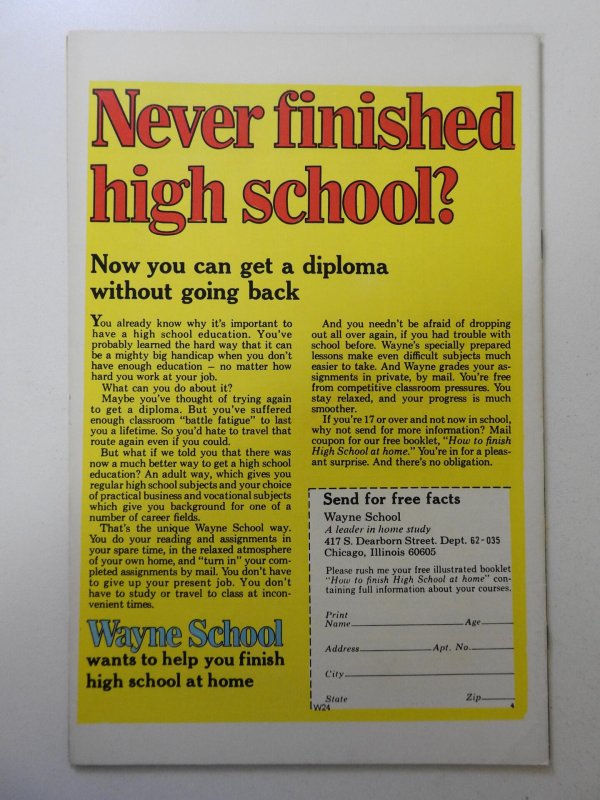 Never finished
high school?
Now you can get a diploma
without going back
You already know why it's important to
have a high school education. You've
probably learned the hard way that it can
be a mighty big handicap when you don't
have enough education – no matter how
hard you work at your job.
What can you do about it?
Maybe you've thought of trying again
to get a diploma. But you've suffered
enough classroom "battle fatigue" to last
you a lifetime. So you'd hate to travel that
route again even if you could.
But what if we told you that there was
now a much better way to get a high school
education? An adult way, which gives you
regular high school subjects and your choice
of practical business and vocational subjects
which give you background for one of a
number of career fields.
That's the unique Wayne School way.
You do your reading and assignments in
your spare time, in the relaxed atmosphere
of your own home, and "turn in" your com-
pleted assignments by mail. You don't have
to give up your present job. You don't
have to study or travel to class at incon-
venient times.
Wayne School
wants to help you finish
high school at home
And you needn't be afraid of dropping
out all over again, if you had trouble with
school before. Wayne's specially prepared
lessons make even difficult subjects much
easier to take. And Wayne grades your as-
signments in private, by mail. You're free
from competitive classroom pressures. You
stay relaxed, and your progress is much
smoother.
If you're 17 or over and not now in school,
why not send for more information? Mail
coupon for our free booklet, "How to finish
High School at home." You're in for a pleas-
ant surprise. And there's no obligation.
Send for free facts
Wayne School
A leader in home study
417 S. Dearborn Street. Dept. 62-035
Chicago, Illinois 60605
Please rush me your free illustrated booklet
"How to finish High School at home" con-
taining full information about your courses.
Print
Name Age
Address Apt. No.
City
State Zip
W24 4